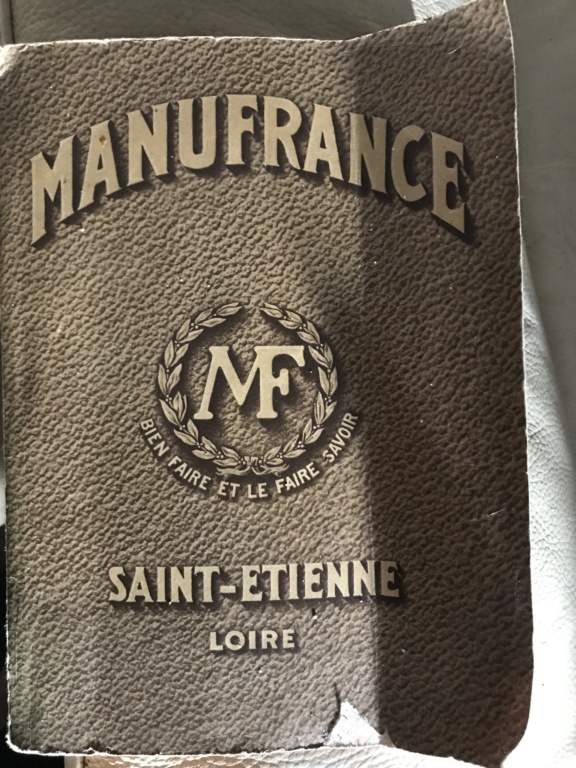 MANUFRANCE
MF
BIEN FAIRE ET LE FAIRE SAVOIR
SAINT-ETIENNE
LOIRE